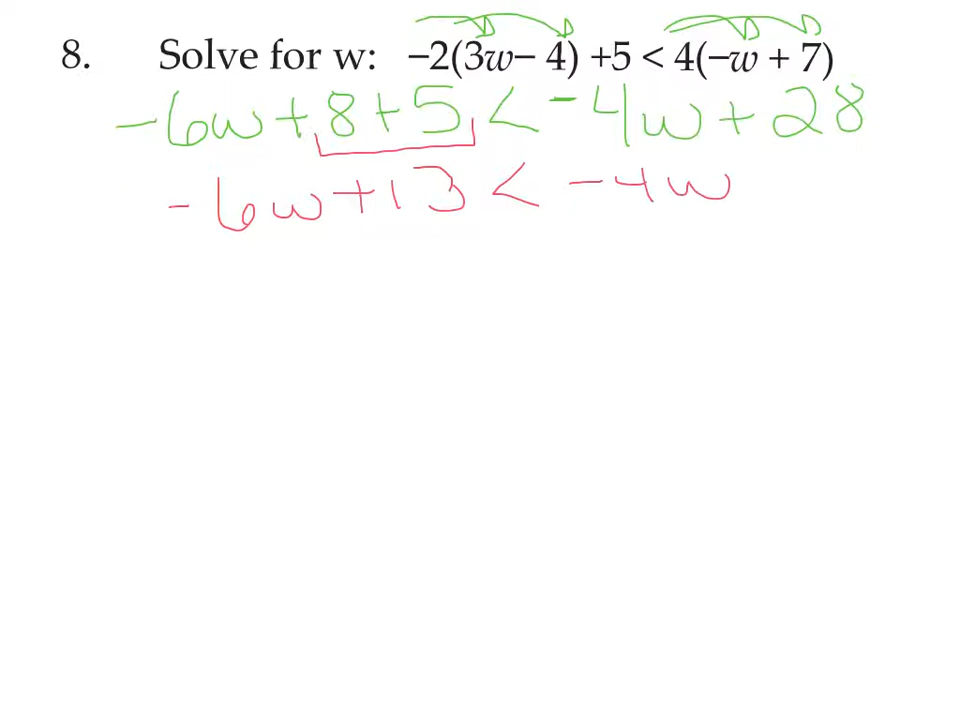 8. Solve for w: −2(3w− 4) +5 < 4(−w + 7)
-6w+8+5<-4w+28
-6w+13<-4w